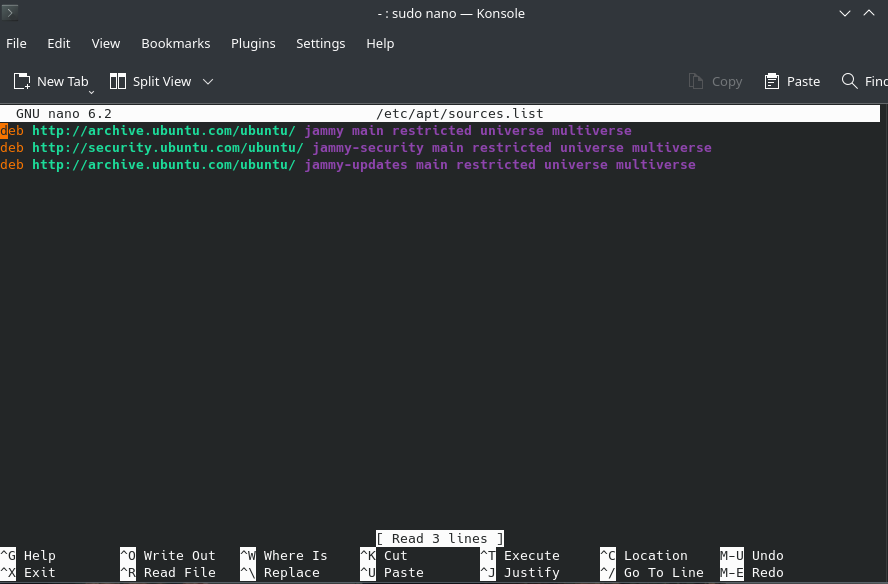 - : sudo nano — Konsole
File Edit View Bookmarks Plugins Settings Help
New Tab Split View Copy Paste Find
GNU nano 6.2 /etc/apt/sources.list
deb http://archive.ubuntu.com/ubuntu/ jammy main restricted universe multiverse
deb http://security.ubuntu.com/ubuntu/ jammy-security main restricted universe multiverse
deb http://archive.ubuntu.com/ubuntu/ jammy-updates main restricted universe multiverse
[ Read 3 lines ]
^G Help ^O Write Out ^W Where Is ^K Cut ^T Execute ^C Location M-U Undo
^X Exit ^R Read File ^\ Replace ^U Paste ^J Justify ^/ Go To Line M-E Redo